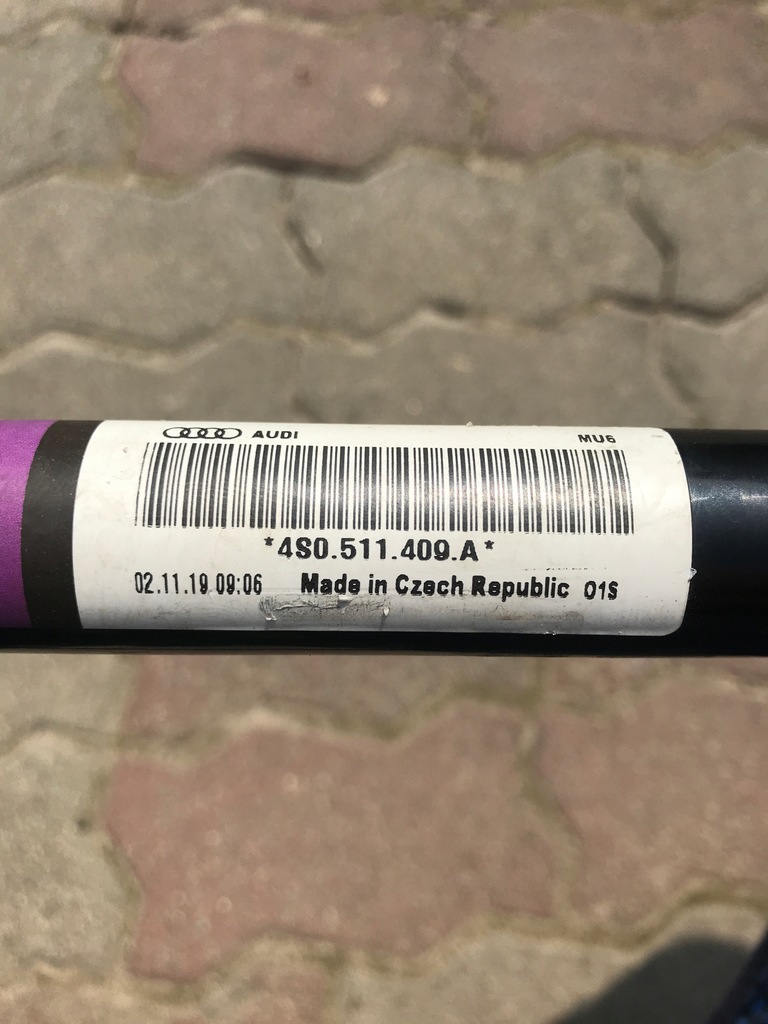 AUDI MU6
*4S0.511.409.A*
02.11.19 09:06 Made in Czech Republic 01S